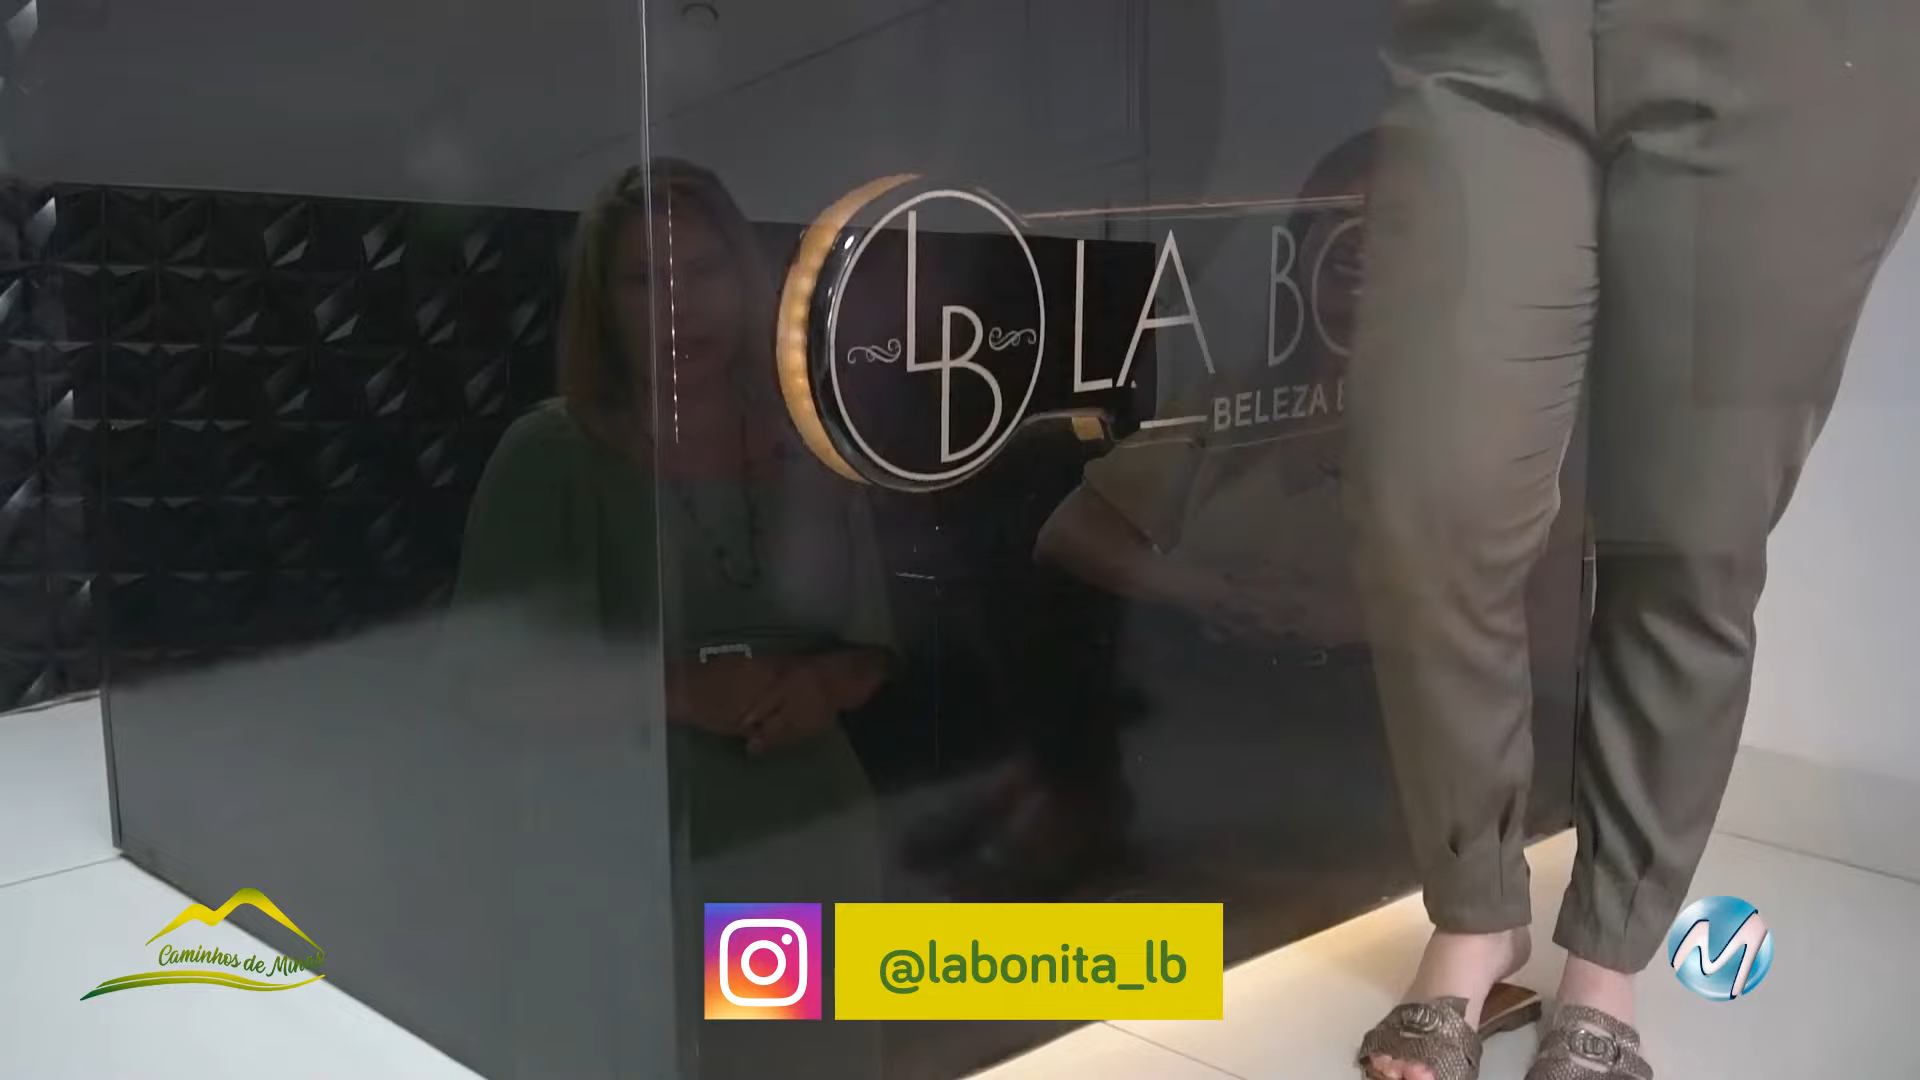 LB
LA BO
BELEZA E
Caminhos de Minas
@labonita_lb
M